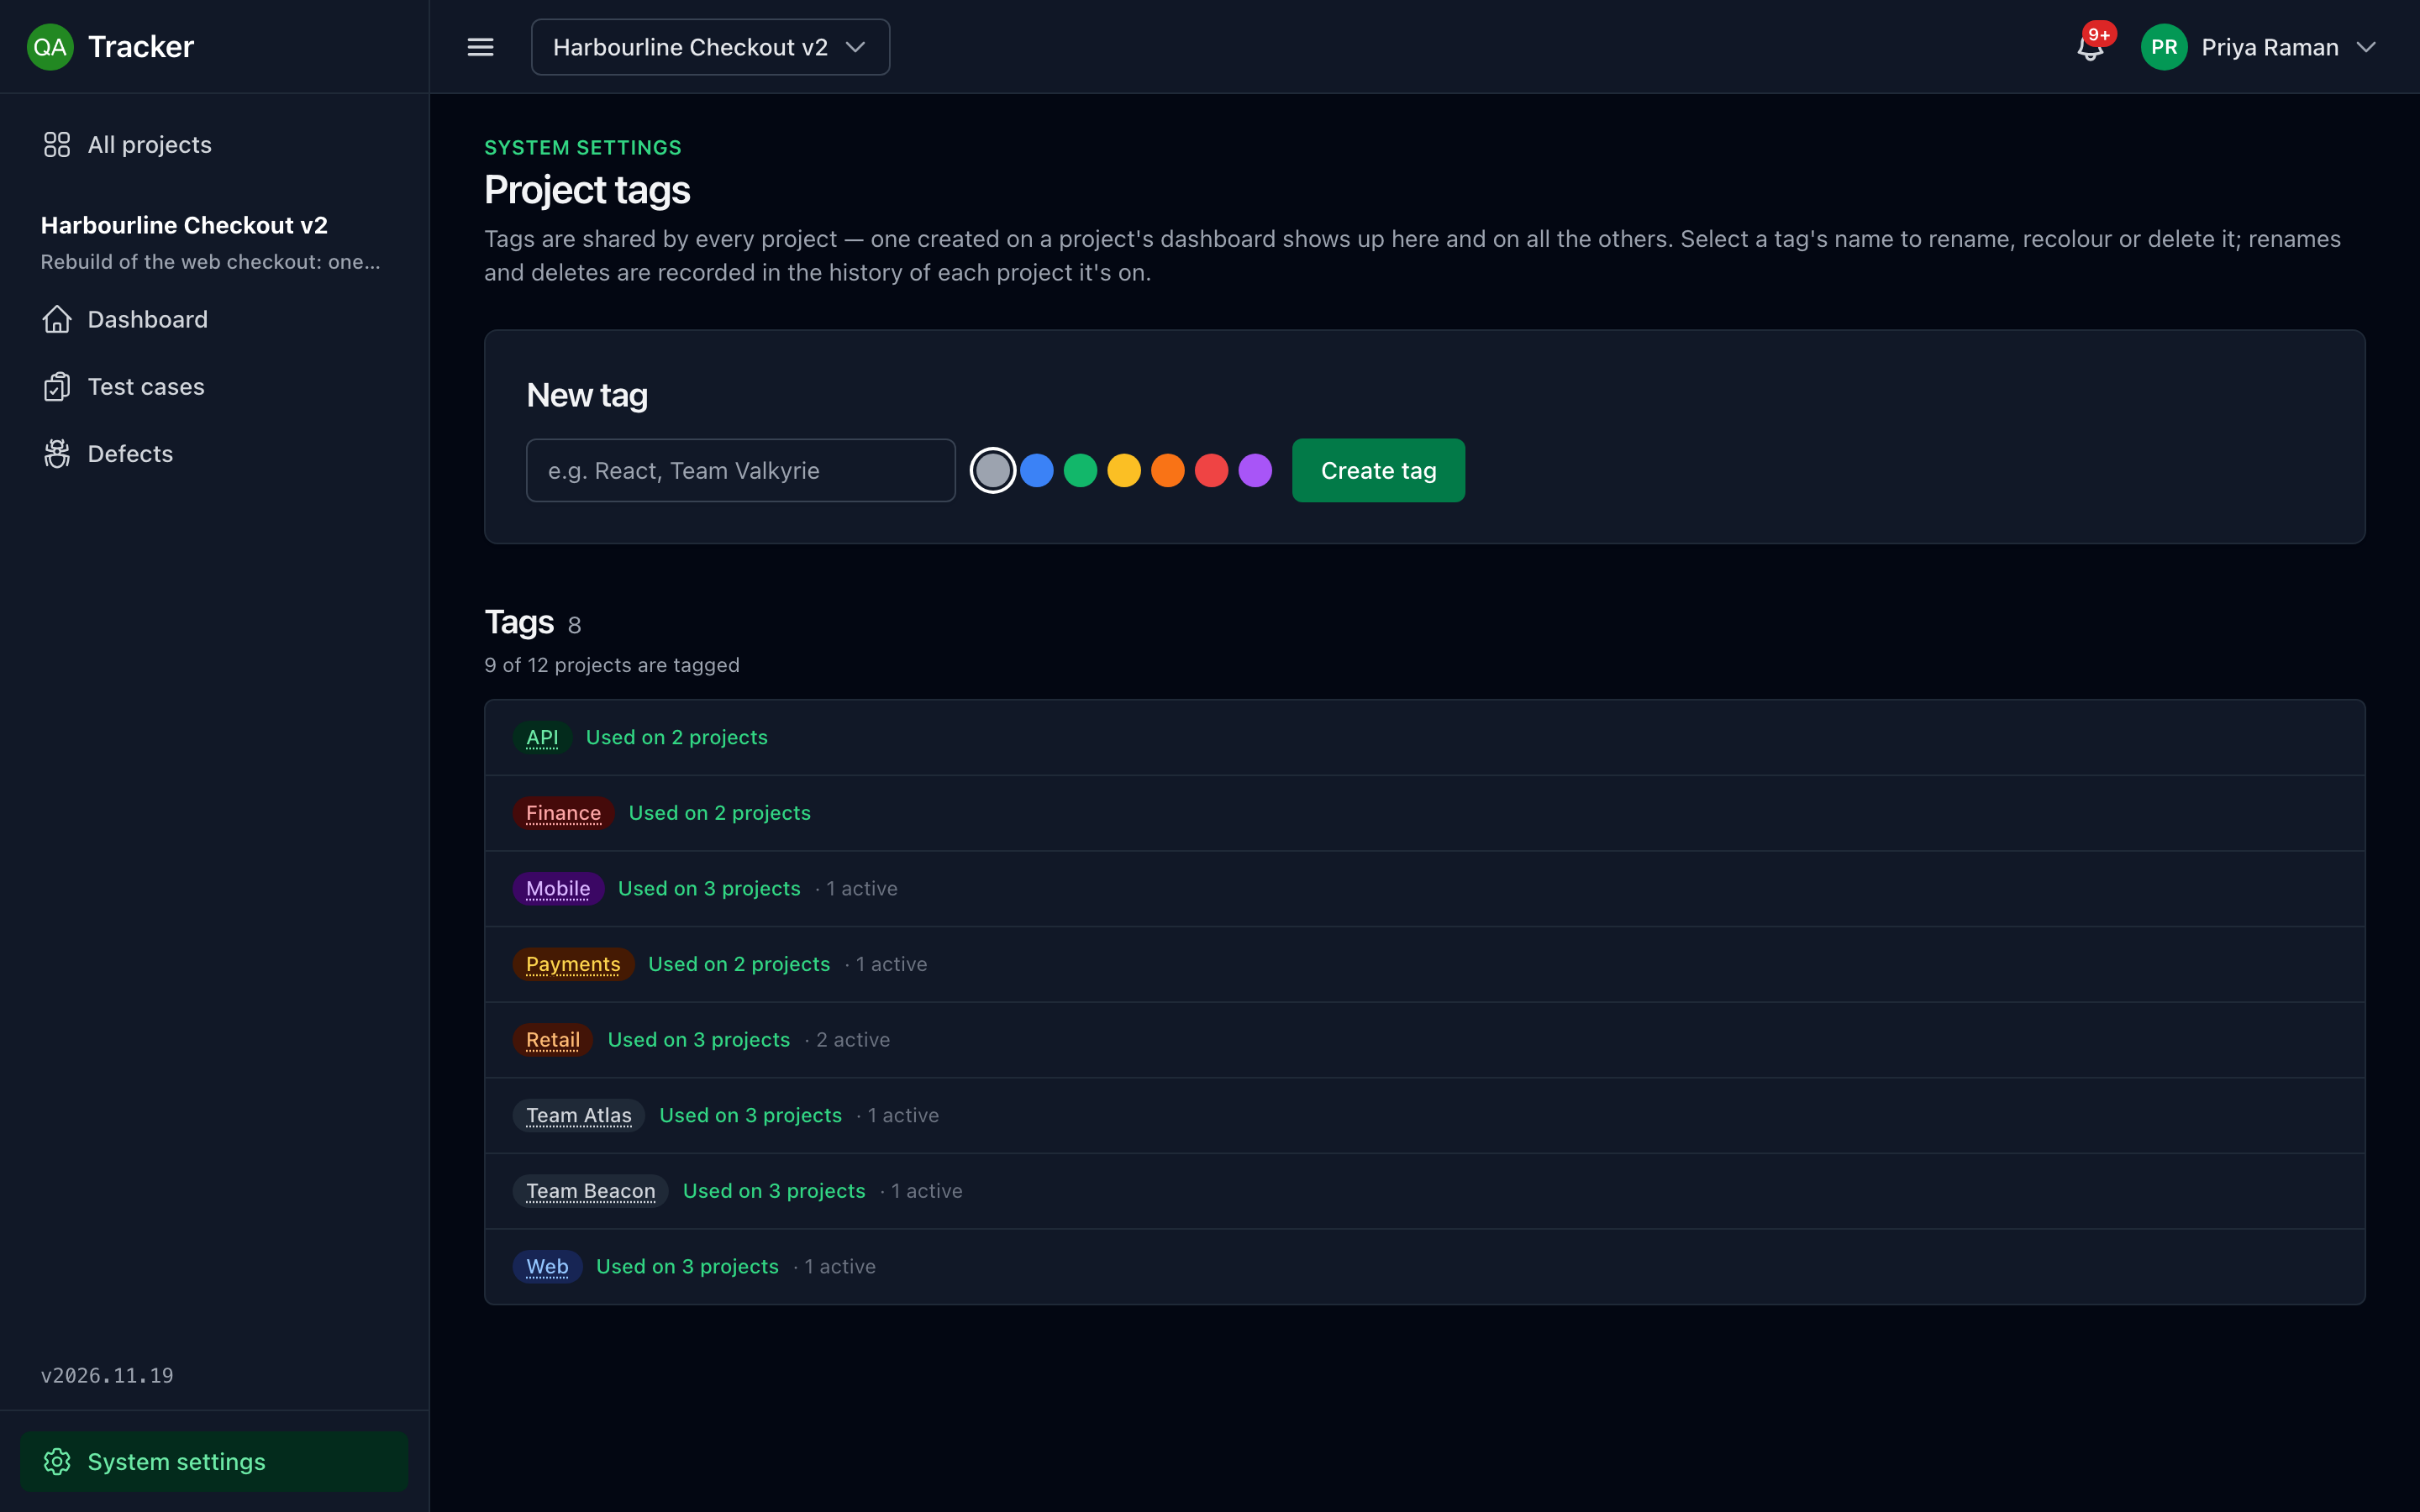 QA Tracker
Harbourline Checkout v2
9+
PR Priya Raman
All projects
Harbourline Checkout v2
Rebuild of the web checkout: one...
Dashboard
Test cases
Defects
v2026.11.19
System settings
SYSTEM SETTINGS
Project tags
Tags are shared by every project — one created on a project's dashboard shows up here and on all the others. Select a tag's name to rename, recolour or delete it; renames
and deletes are recorded in the history of each project it's on.
New tag
e.g. React, Team Valkyrie
Create tag
Tags 8
9 of 12 projects are tagged
API Used on 2 projects
Finance Used on 2 projects
Mobile Used on 3 projects · 1 active
Payments Used on 2 projects · 1 active
Retail Used on 3 projects · 2 active
Team Atlas Used on 3 projects · 1 active
Team Beacon Used on 3 projects · 1 active
Web Used on 3 projects · 1 active